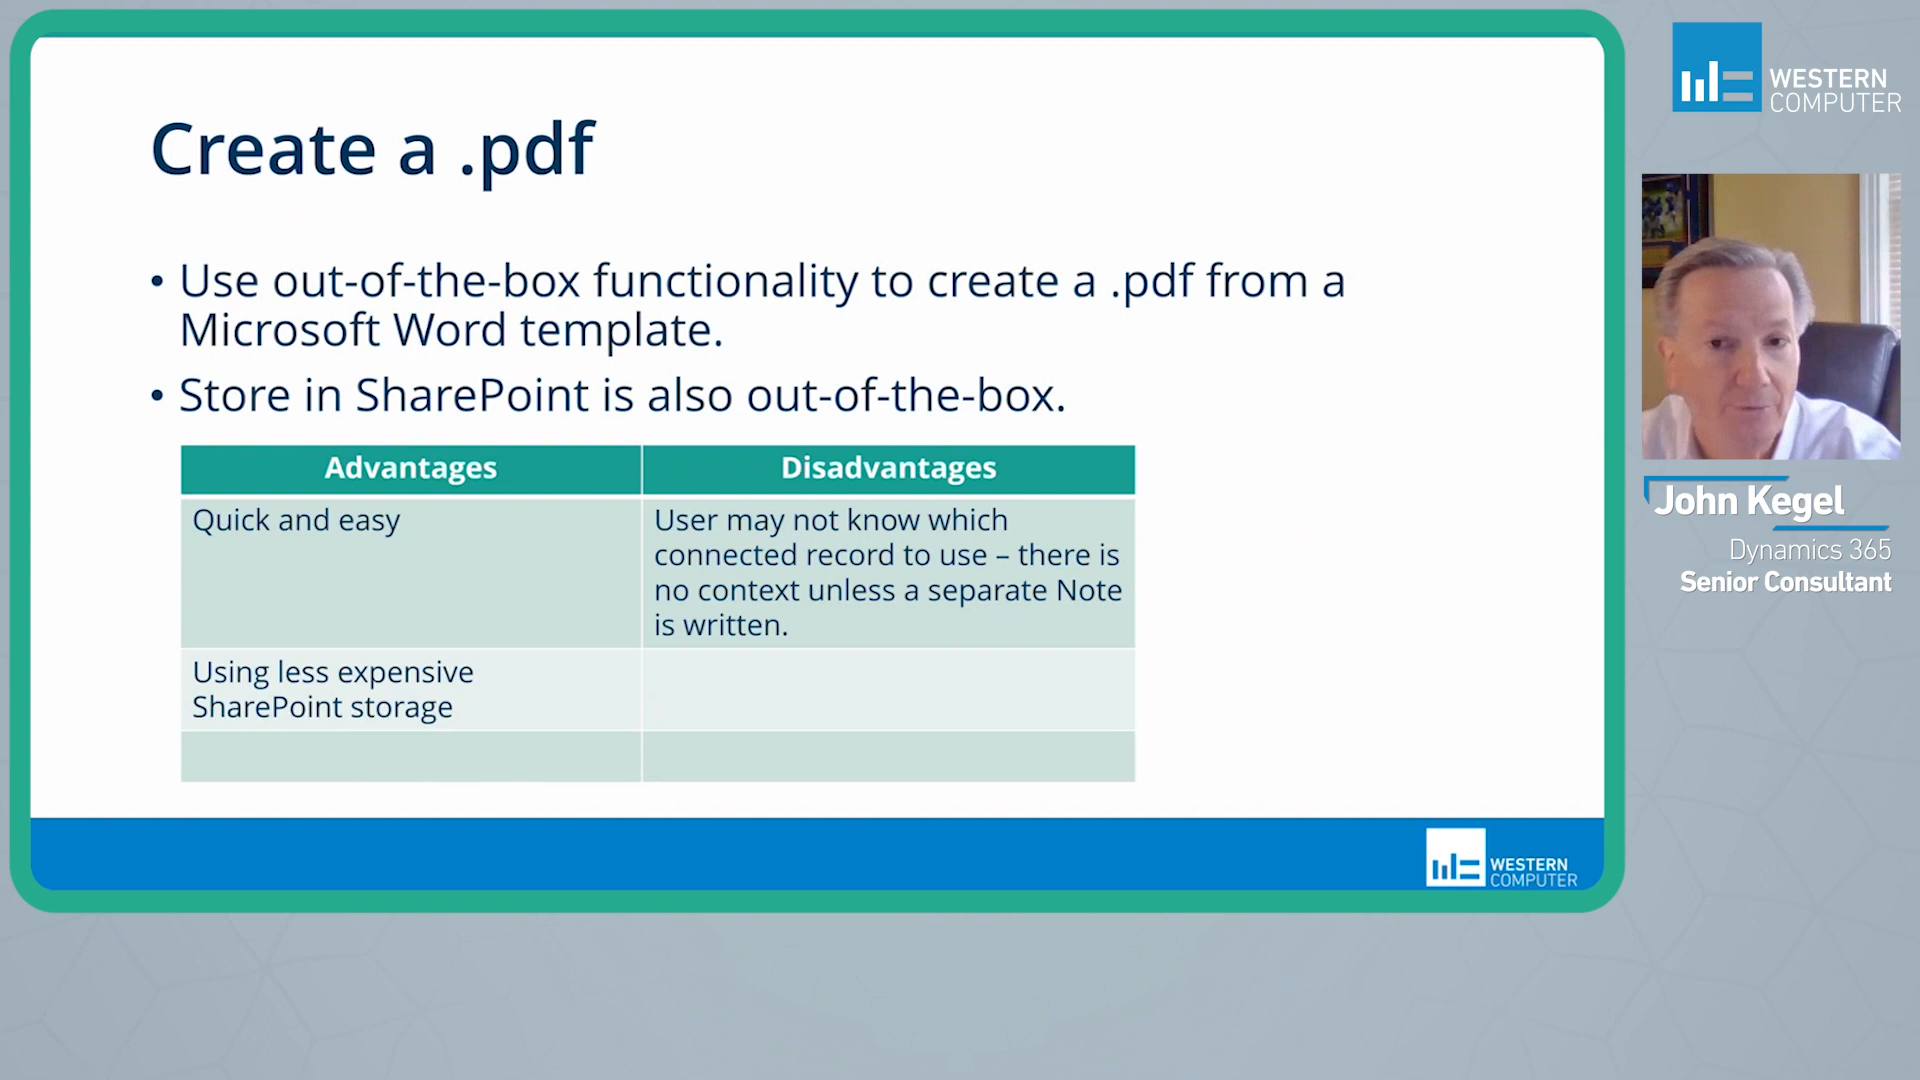 Create a .pdf
• Use out-of-the-box functionality to create a .pdf from a
Microsoft Word template.
• Store in SharePoint is also out-of-the-box.
Advantages
Disadvantages
Quick and easy
User may not know which
connected record to use – there is
no context unless a separate Note
is written.
Using less expensive
SharePoint storage
WESTERN
COMPUTER
WESTERN
COMPUTER
John Kegel
Dynamics 365
Senior Consultant